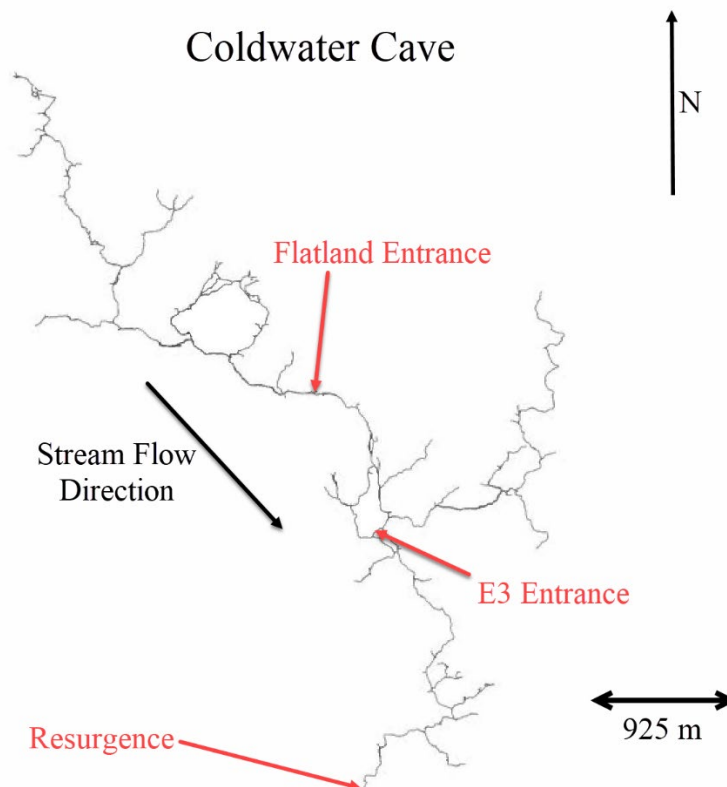 Coldwater Cave
N
Flatland Entrance
Stream Flow
Direction
E3 Entrance
Resurgence
925 m